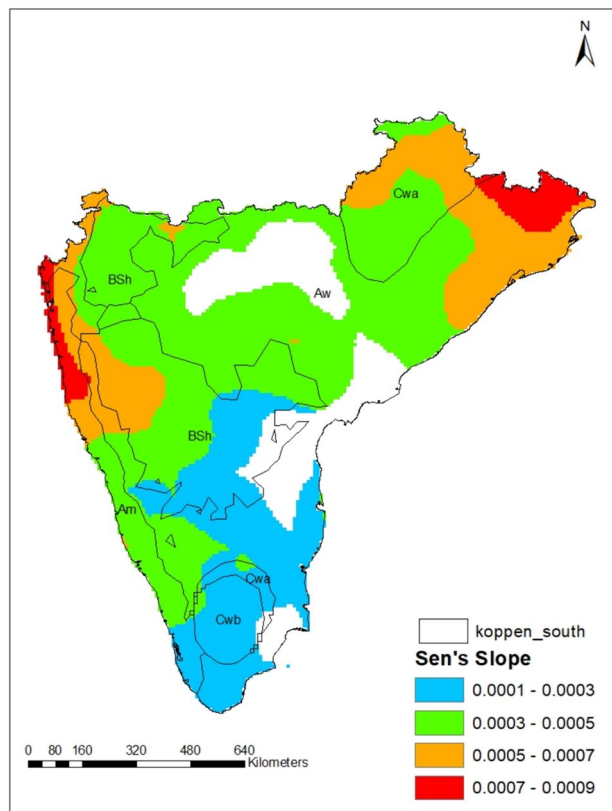 N
Cwa
BSh
Aw
BSh
Am
Cwa
Cwb
koppen_south
Sen's Slope
0.0001 - 0.0003
0.0003 - 0.0005
0.0005 - 0.0007
0.0007 - 0.0009
0 80 160 320 480 640
Kilometers